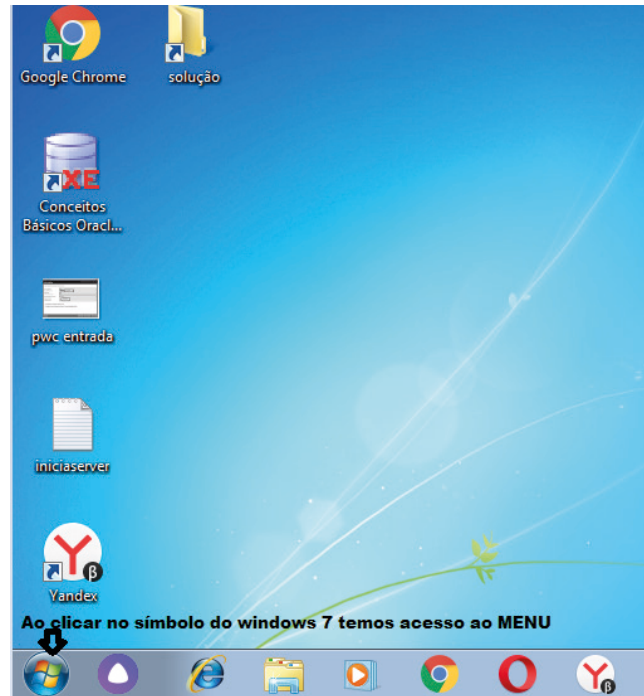 Google Chrome
solução
XE
Conceitos
Básicos Oracl...
pwc entrada
iniciaserver
Y
β
Yandex
Ao clicar no símbolo do windows 7 temos acesso ao MENU
Y
β